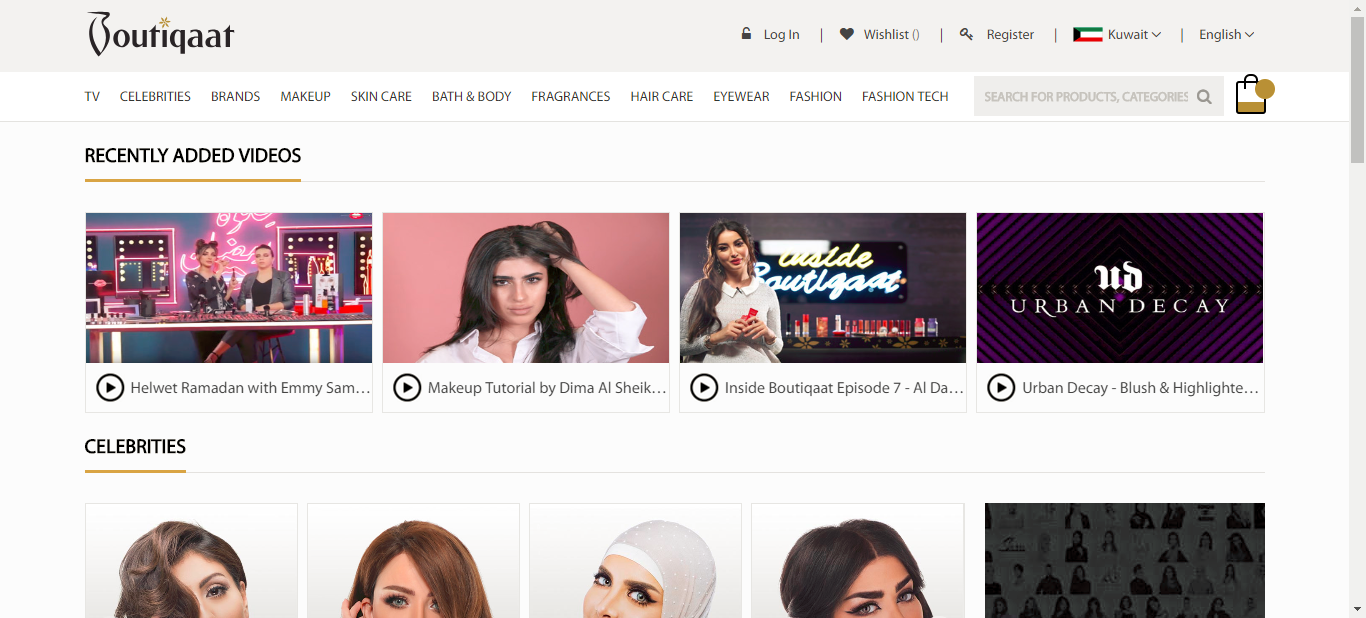 Boutiqaat
Log In | Wishlist () | Register | Kuwait | English
TV CELEBRITIES BRANDS MAKEUP SKIN CARE BATH & BODY FRAGRANCES HAIR CARE EYEWEAR FASHION FASHION TECH SEARCH FOR PRODUCTS, CATEGORIES
RECENTLY ADDED VIDEOS
inside
Boutiqaat
ud
URBAN DECAY
Helwet Ramadan with Emmy Sam...
Makeup Tutorial by Dima Al Sheik...
Inside Boutiqaat Episode 7 - Al Da...
Urban Decay - Blush & Highlighte...
CELEBRITIES